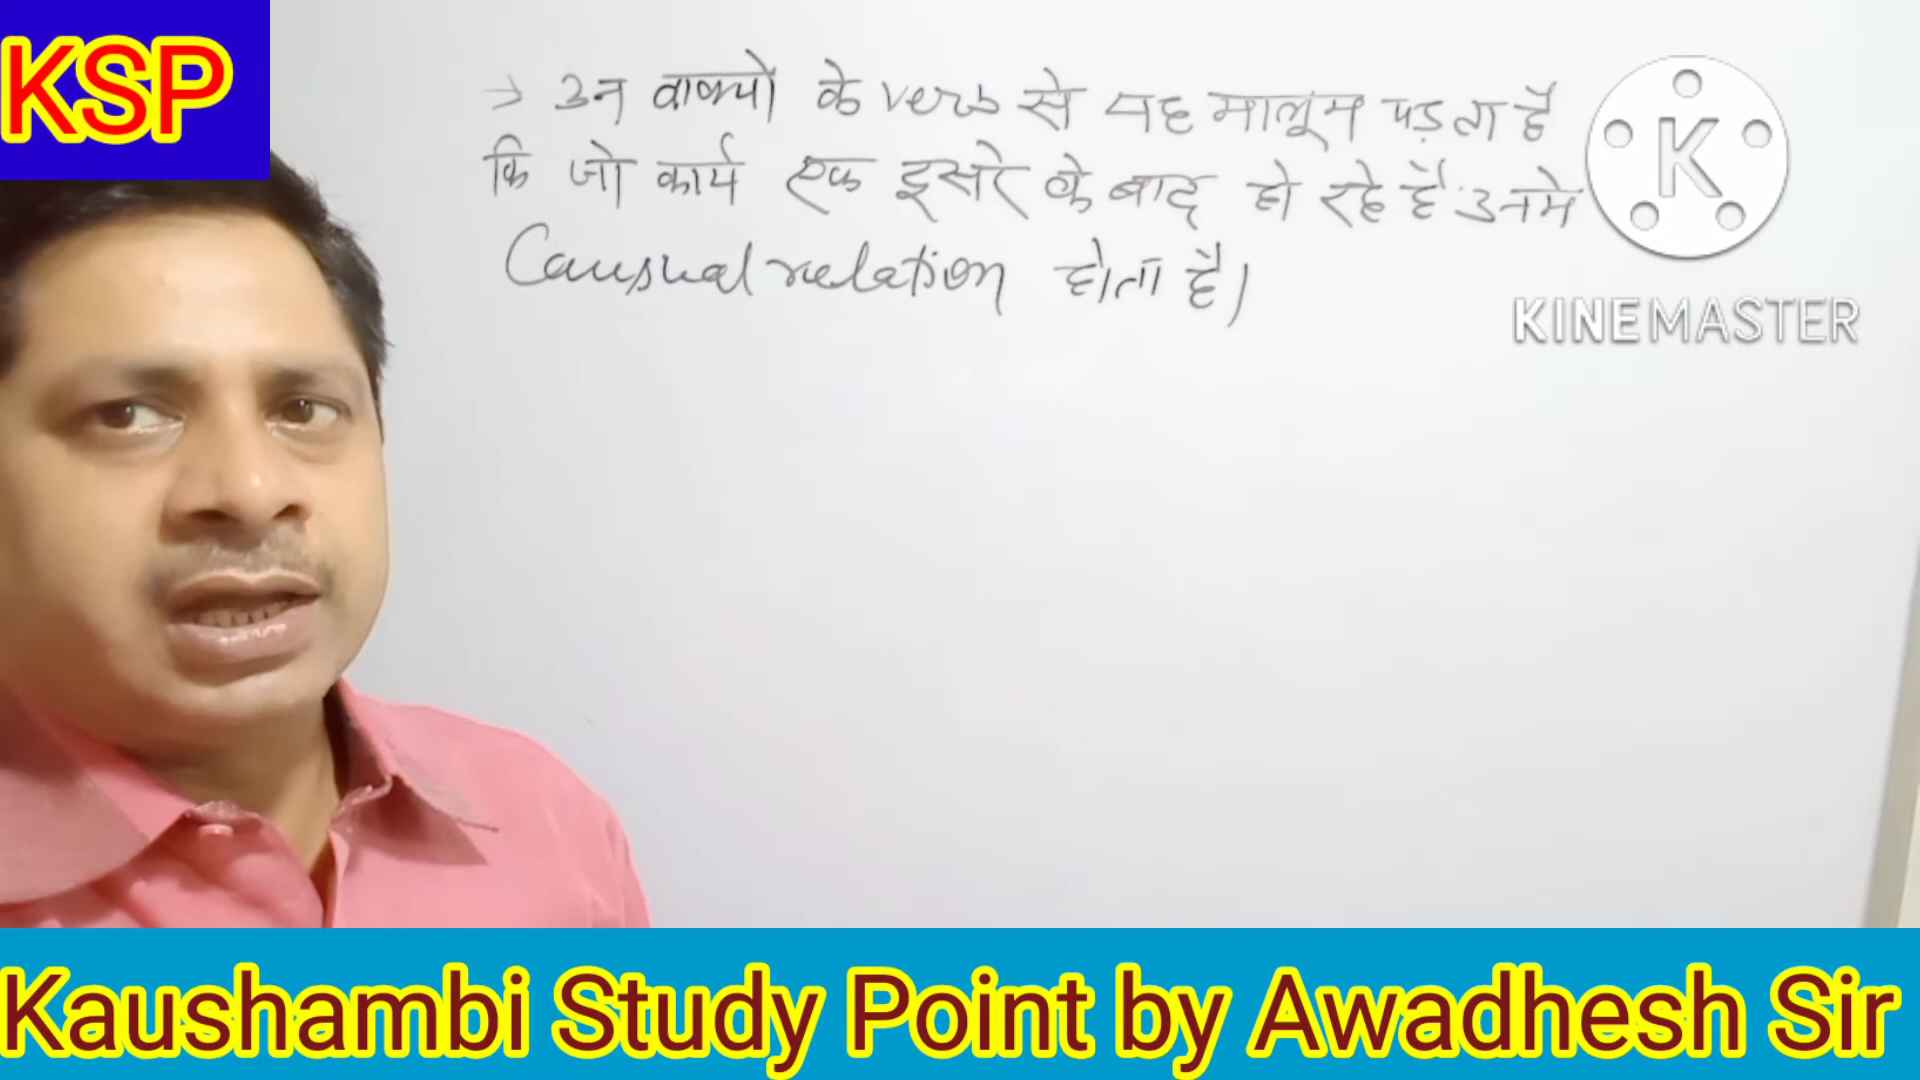 KSP
→ उन वाक्यो के verb से यह मालूम पड़ता है
कि जो कार्य एक दूसरे के बाद हो रहे हैं उनमे
Causual relation होता है।
K
KINEMASTER
Kaushambi Study Point by Awadhesh Sir